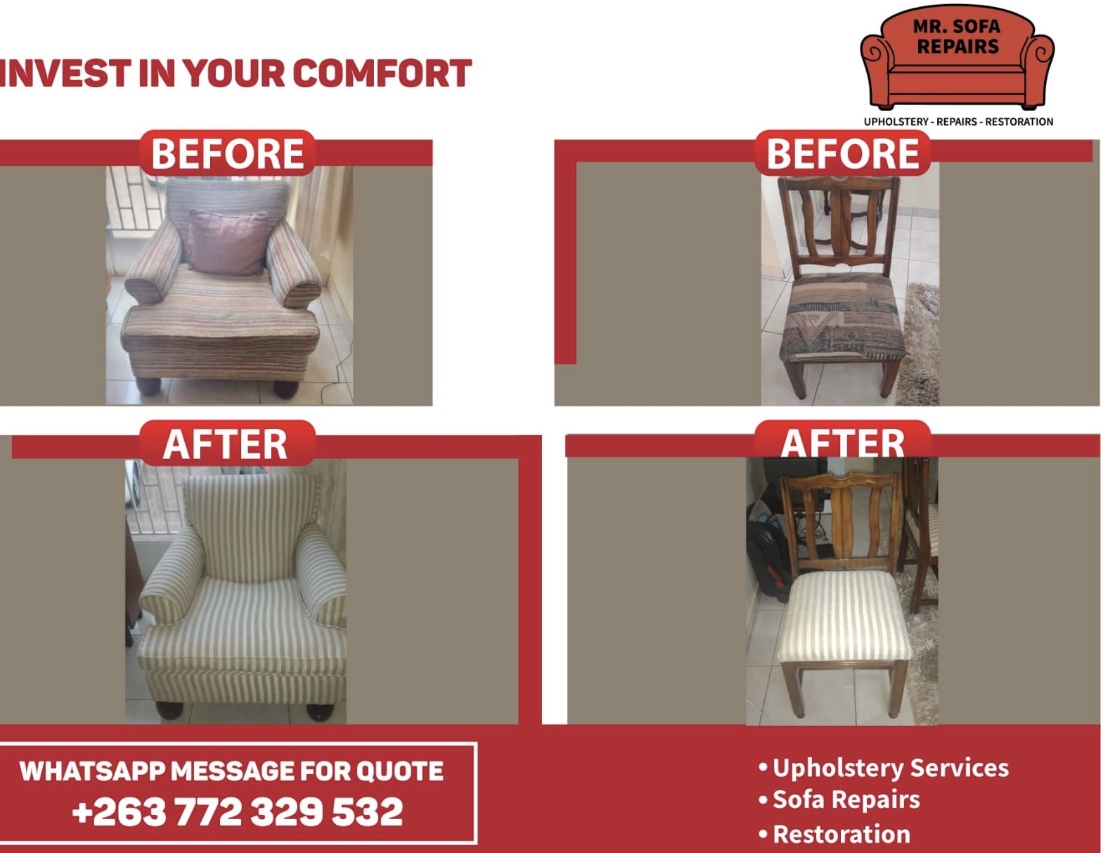 INVEST IN YOUR COMFORT
MR. SOFA
REPAIRS
UPHOLSTERY - REPAIRS - RESTORATION
BEFORE
BEFORE
AFTER
AFTER
WHATSAPP MESSAGE FOR QUOTE
+263 772 329 532
• Upholstery Services
• Sofa Repairs
• Restoration